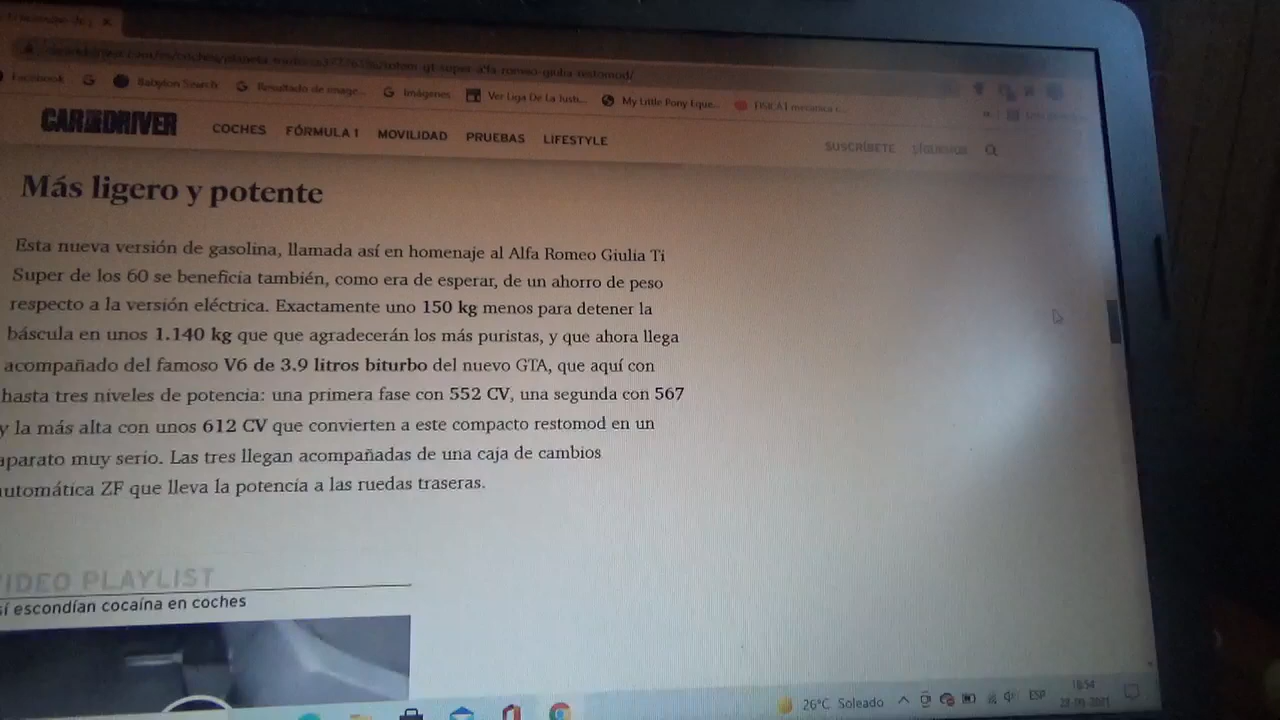 Facebook
Babylon Search
Resultado de image...
Imágenes
Ver Liga De La Justi...
My Little Pony Eque...
CAR AND DRIVER
COCHES FÓRMULA 1 MOVILIDAD PRUEBAS LIFESTYLE
SUSCRÍBETE SÍGUENOS
Más ligero y potente
Esta nueva versión de gasolina, llamada así en homenaje al Alfa Romeo Giulia Ti
Super de los 60 se beneficia también, como era de esperar, de un ahorro de peso
respecto a la versión eléctrica. Exactamente uno 150 kg menos para detener la
báscula en unos 1.140 kg que que agradecerán los más puristas, y que ahora llega
acompañado del famoso V6 de 3.9 litros biturbo del nuevo GTA, que aquí con
hasta tres niveles de potencia: una primera fase con 552 CV, una segunda con 567
y la más alta con unos 612 CV que convierten a este compacto restomod en un
aparato muy serio. Las tres llegan acompañadas de una caja de cambios
utomática ZF que lleva la potencia a las ruedas traseras.
IDEO PLAYLIST
sí escondían cocaína en coches
26°C Soleado
ESP
18:54